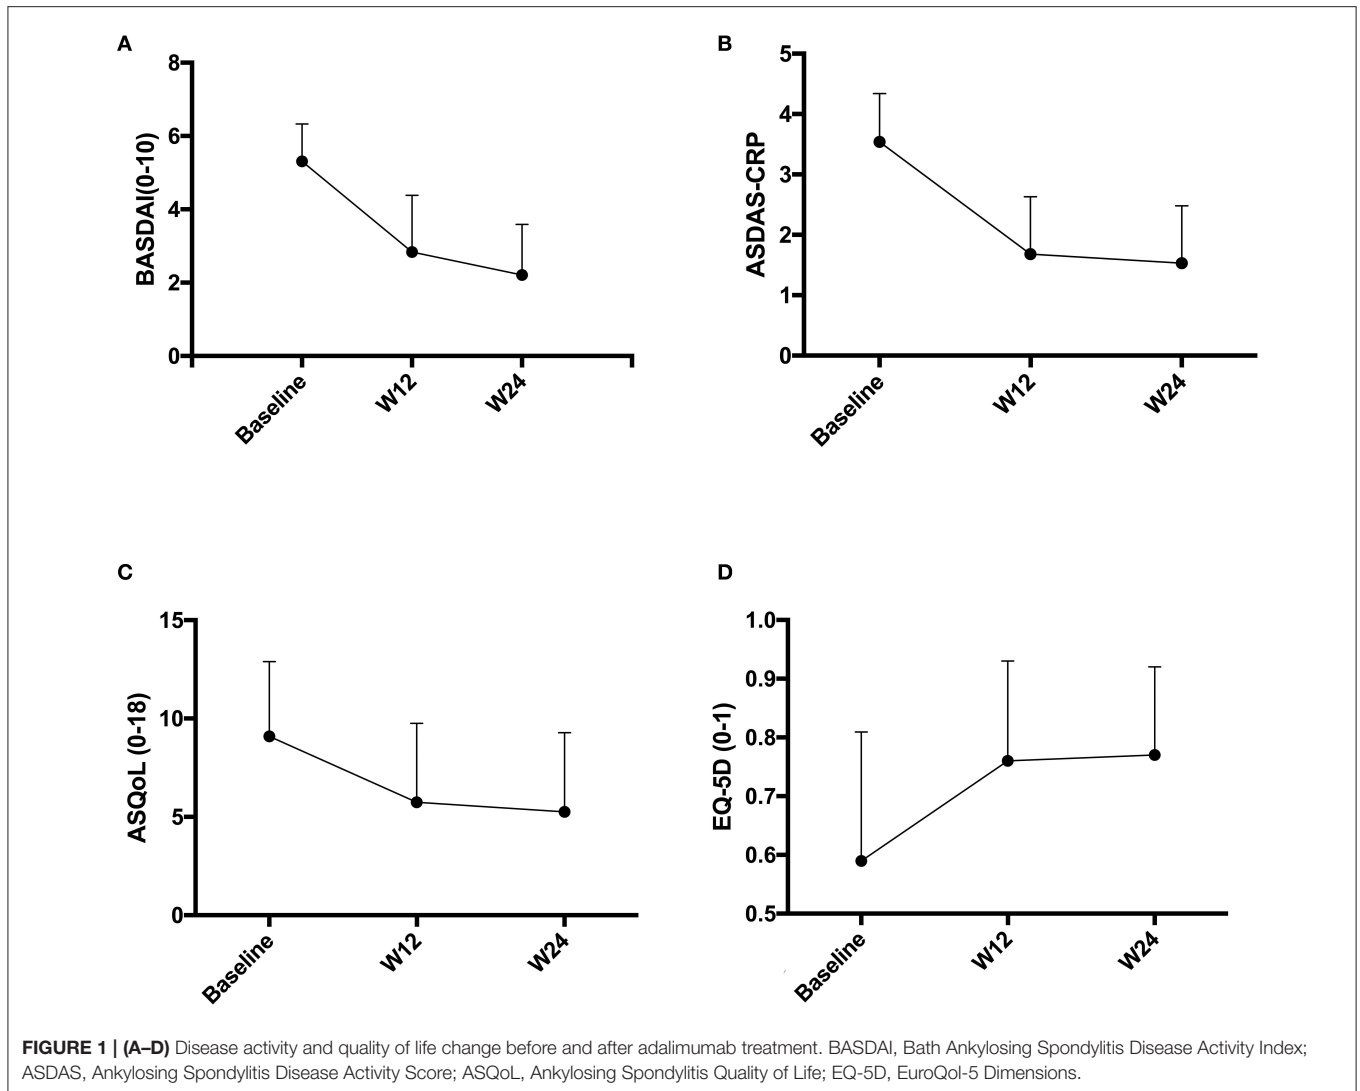 A
BASDAI(0-10)
8
6
4
2
0
Baseline
W12
W24
B
ASDAS-CRP
5
4
3
2
1
0
Baseline
W12
W24
C
ASQoL (0-18)
15
10
5
0
Baseline
W12
W24
D
EQ-5D (0-1)
1.0
0.9
0.8
0.7
0.6
0.5
Baseline
W12
W24
FIGURE 1 | (A–D) Disease activity and quality of life change before and after adalimumab treatment. BASDAI, Bath Ankylosing Spondylitis Disease Activity Index;
ASDAS, Ankylosing Spondylitis Disease Activity Score; ASQoL, Ankylosing Spondylitis Quality of Life; EQ-5D, EuroQol-5 Dimensions.